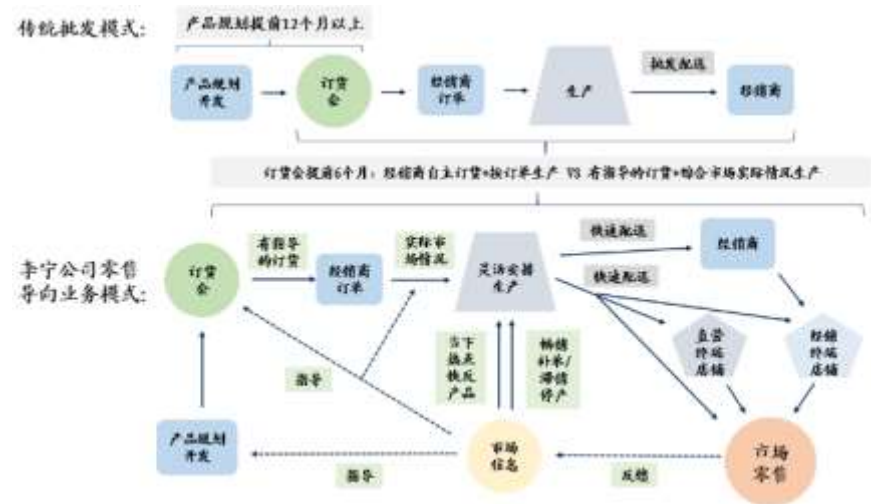 传统批发模式:
产品规划提前12个月以上
产品规划
开发
订货
会
经销商
订单
生产
批发配送
经销商
订货会提前6个月: 经销商自主订货+按订单生产 VS 有指导的订货+综合市场实际情况生产
李宁公司零售
导向业务模式:
订货
会
有指导
的订货
经销商
订单
实际市
场情况
灵活安排
生产
快速配送
经销商
快速配送
直营
终端
店铺
经销
终端
店铺
当下
热点
快反
产品
畅销
补单/
滞销
停产
指导
产品规划
开发
指导
市场
信息
反馈
市场
零售